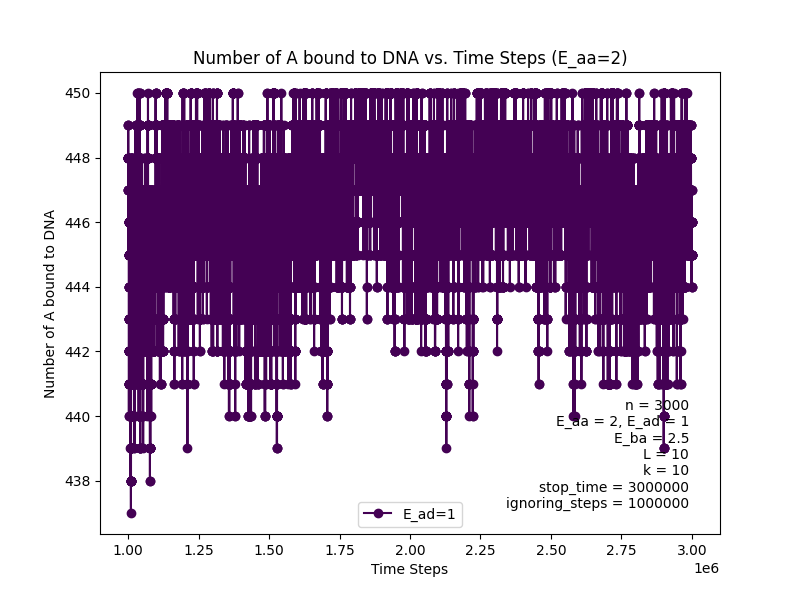 Number of A bound to DNA vs. Time Steps (E_aa=2)
Number of A bound to DNA
450
448
446
444
442
440
438
n = 3000
E_aa = 2, E_ad = 1
E_ba = 2.5
L = 10
k = 10
stop_time = 3000000
ignoring_steps = 1000000
E_ad=1
1.00 1.25 1.50 1.75 2.00 2.25 2.50 2.75 3.00
1e6
Time Steps